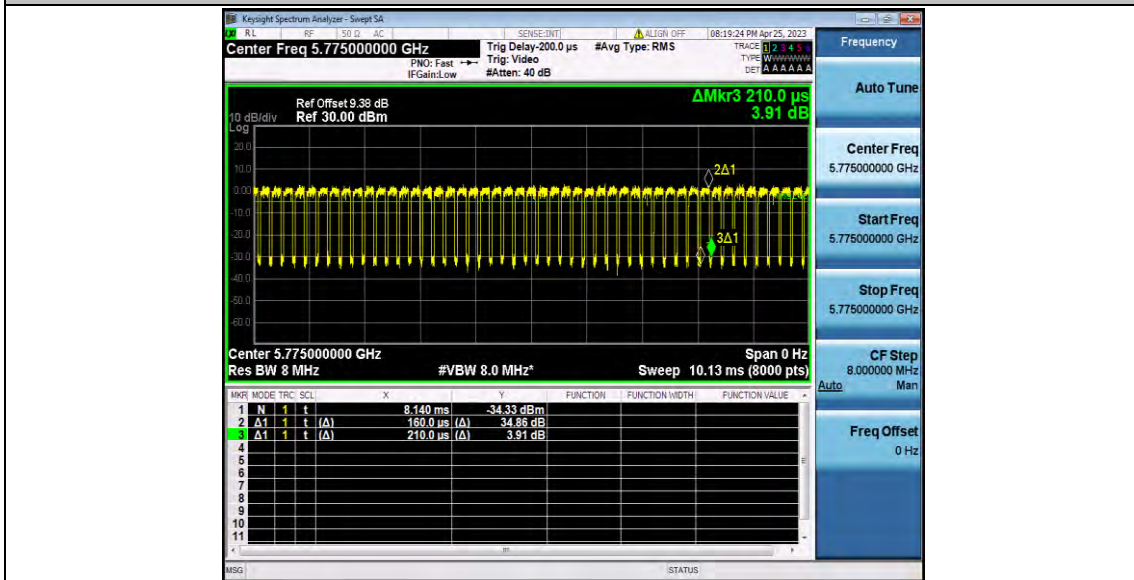 Keysight Spectrum Analyzer - Swept SA
RL RF 50 Ω AC SENSE:INT ALIGN OFF 08:19:24 PM Apr 25, 2023
Center Freq 5.775000000 GHz Trig Delay-200.0 µs #Avg Type: RMS TRACE 1 2 3 4 5 6
PNO: Fast Trig: Video TYPE WWWWWW
IFGain:Low #Atten: 40 dB DET A A A A A A
Frequency
Auto Tune
Ref Offset 9.38 dB ΔMkr3 210.0 µs
10 dB/div Ref 30.00 dBm 3.91 dB
Log
20.0
10.0
0.00
-10.0
-20.0
-30.0
-40.0
-50.0
-60.0
2Δ1
3Δ1
Center Freq
5.775000000 GHz
Start Freq
5.775000000 GHz
Stop Freq
5.775000000 GHz
CF Step
8.000000 MHz
Auto Man
Freq Offset
0 Hz
Center 5.775000000 GHz Span 0 Hz
Res BW 8 MHz #VBW 8.0 MHz* Sweep 10.13 ms (8000 pts)
MKR MODE TRC SCL X Y FUNCTION FUNCTION WIDTH FUNCTION VALUE
1 N 1 t 8.140 ms -34.33 dBm
2 Δ1 1 t (Δ) 160.0 µs (Δ) 34.86 dB
3 Δ1 1 t (Δ) 210.0 µs (Δ) 3.91 dB
4
5
6
7
8
9
10
11
MSG STATUS